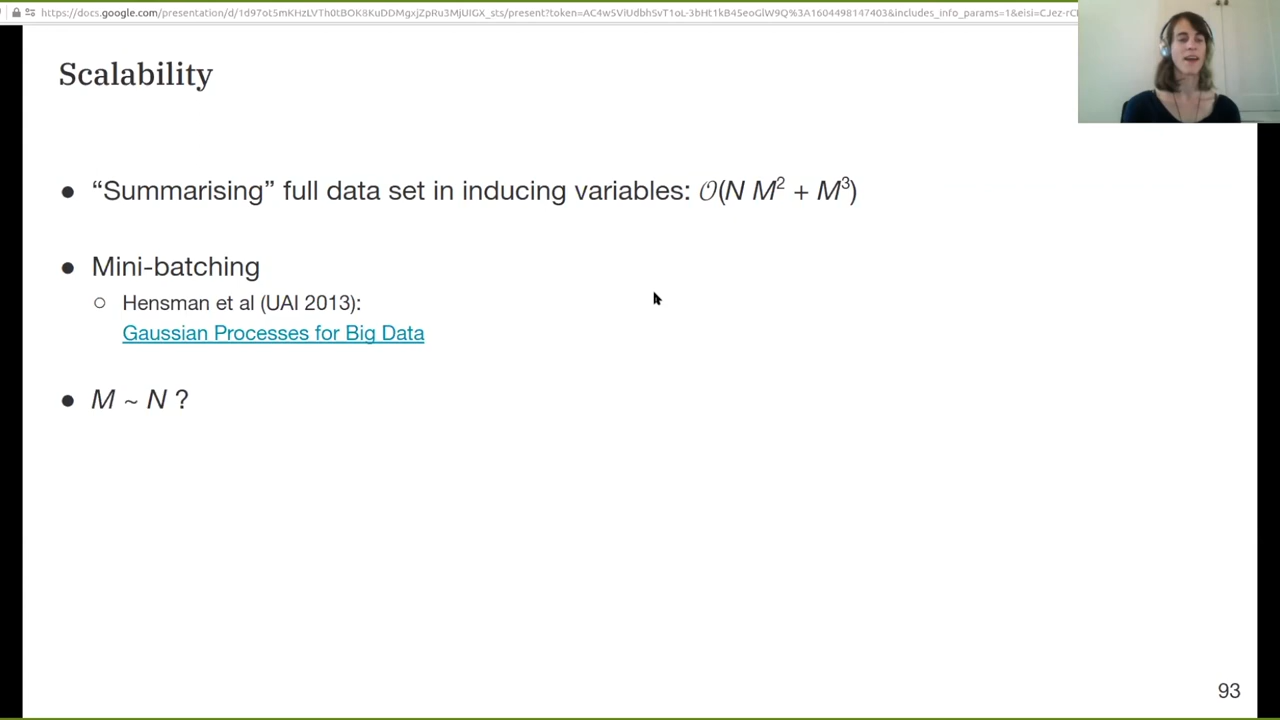 Scalability
● “Summarising” full data set in inducing variables: 𝒪(N M² + M³)
● Mini-batching
○ Hensman et al (UAI 2013):
Gaussian Processes for Big Data
● M ~ N ?
93